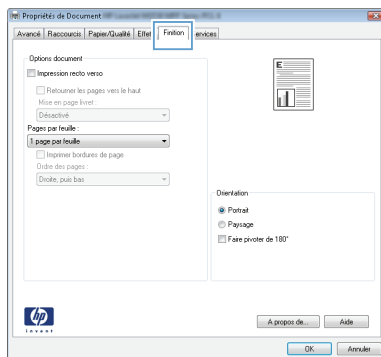 Propriétés de Document
Avancé Raccourcis Papier/Qualité Effet Finition ervices
Options document
Impression recto verso
Retourner les pages vers le haut
Mise en page livret :
Désactivé
Pages par feuille :
1 page par feuille
Imprimer bordures de page
Ordre des pages :
Droite, puis bas
E
Orientation
Portrait
Paysage
Faire pivoter de 180°
hp
invent
A propos de... Aide
OK Annuler